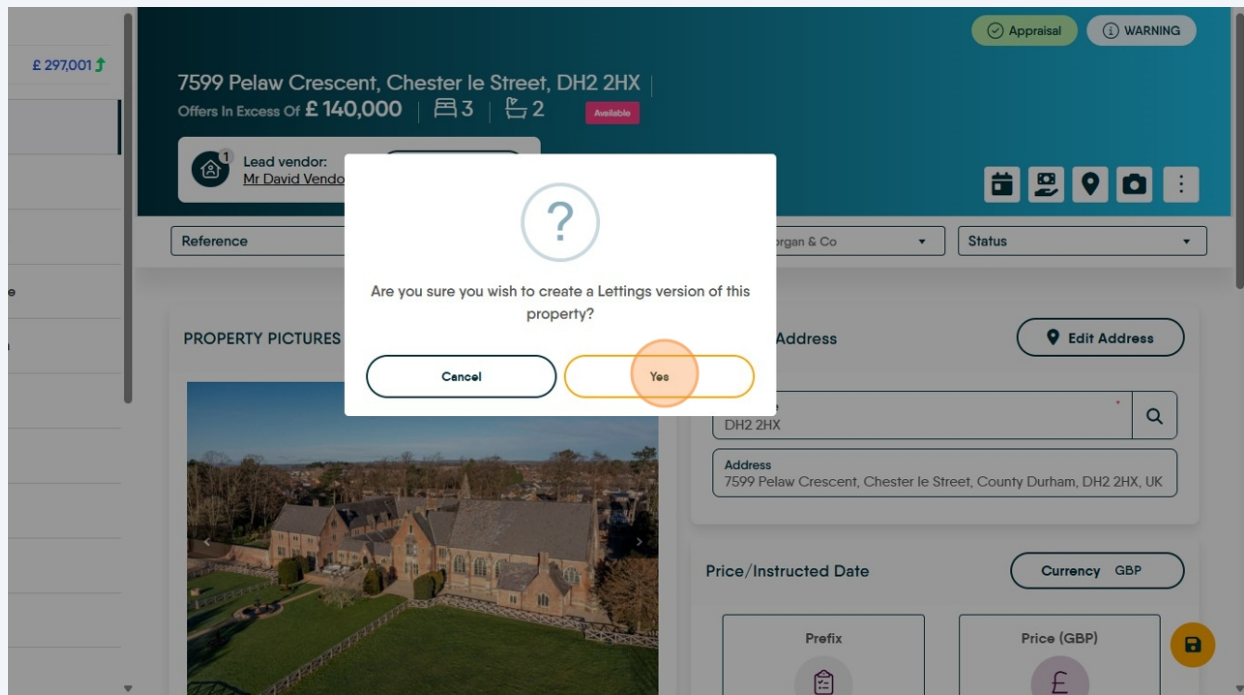 £ 297,001
Appraisal
WARNING
7599 Pelaw Crescent, Chester le Street, DH2 2HX
Offers In Excess Of £ 140,000
3
2
Available
1
Lead vendor:
Mr David Vendo
Reference
organ & Co
Status
Are you sure you wish to create a Lettings version of this
property?
Cancel
Yes
PROPERTY PICTURES
Address
Edit Address
DH2 2HX
*
Address
7599 Pelaw Crescent, Chester le Street, County Durham, DH2 2HX, UK
Price/Instructed Date
Currency GBP
Prefix
Price (GBP)
£